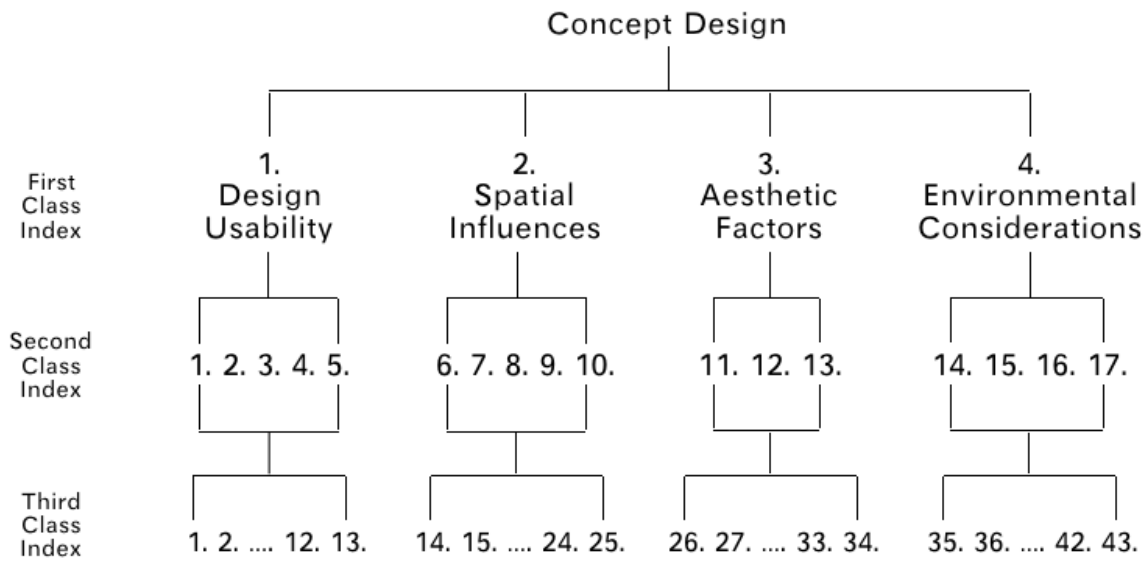 Concept Design
First
Class
Index
1.
Design
Usability
2.
Spatial
Influences
3.
Aesthetic
Factors
4.
Environmental
Considerations
Second
Class
Index
1. 2. 3. 4. 5.
6. 7. 8. 9. 10.
11. 12. 13.
14. 15. 16. 17.
Third
Class
Index
1. 2. .... 12. 13.
14. 15. .... 24. 25.
26. 27. .... 33. 34.
35. 36. .... 42. 43.